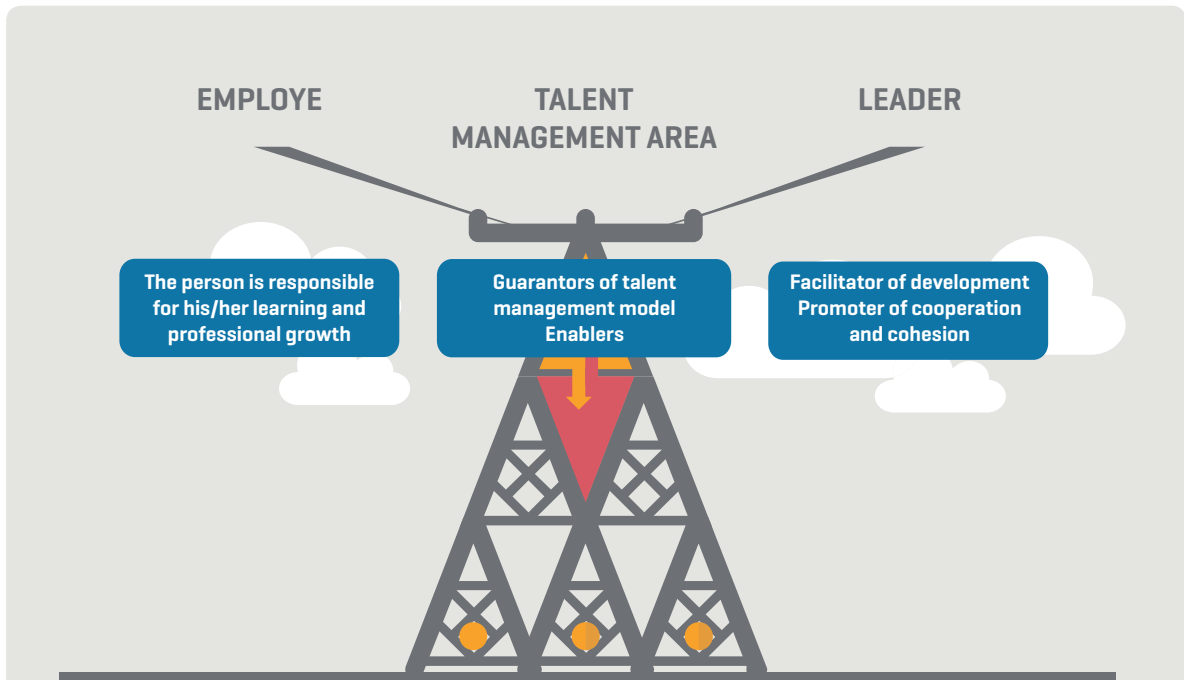 EMPLOYE
TALENT
MANAGEMENT AREA
LEADER
The person is responsible
for his/her learning and
professional growth
Guarantors of talent
management model
Enablers
Facilitator of development
Promoter of cooperation
and cohesion